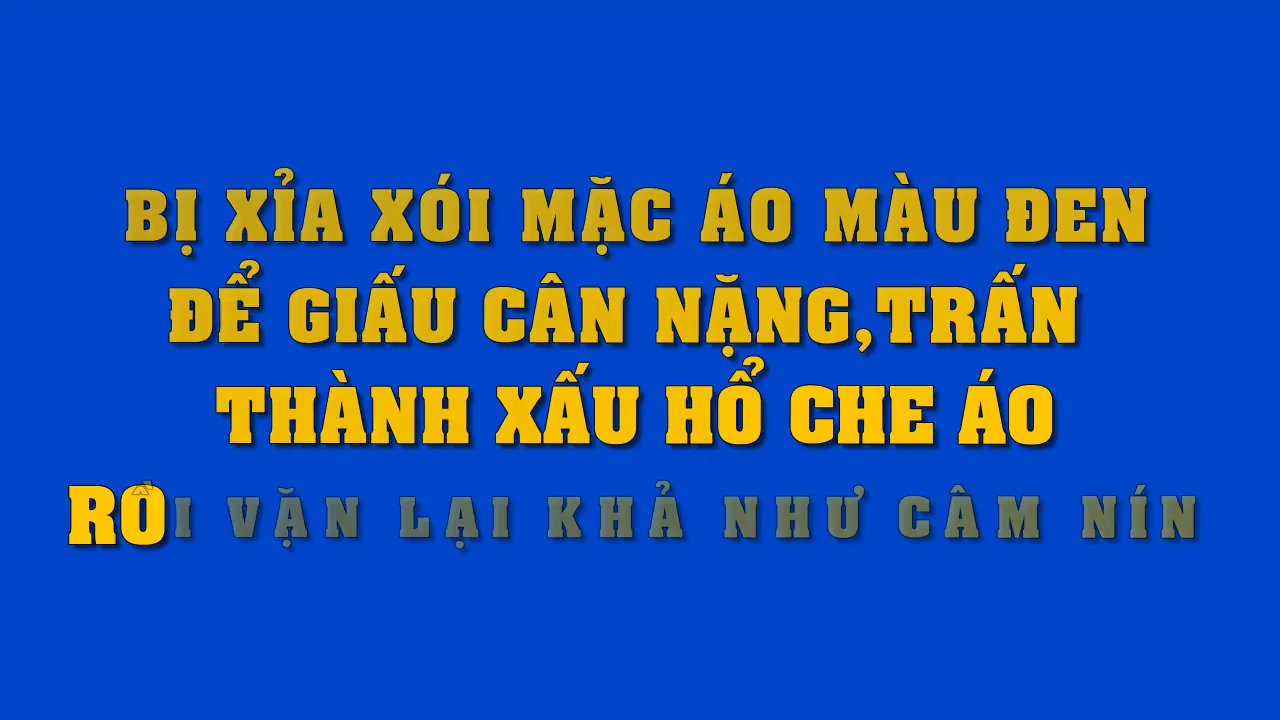 BỊ XỈA XÓI MẶC ÁO MÀU ĐEN
ĐỂ GIẤU CÂN NẶNG,TRẤN
THÀNH XẤU HỔ CHE ÁO
RỒI VẶN LẠI KHẢ NHƯ CÂM NÍN